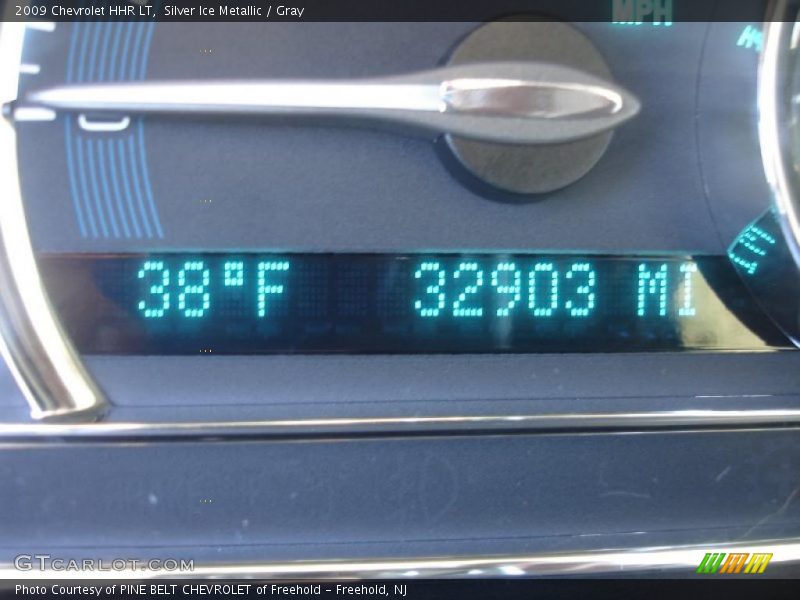 2009 Chevrolet HHR LT,  Silver Ice Metallic / Gray
MPH
38°F 32903 MI
E
GTCARLOT.COM
Photo Courtesy of PINE BELT CHEVROLET of Freehold - Freehold, NJ